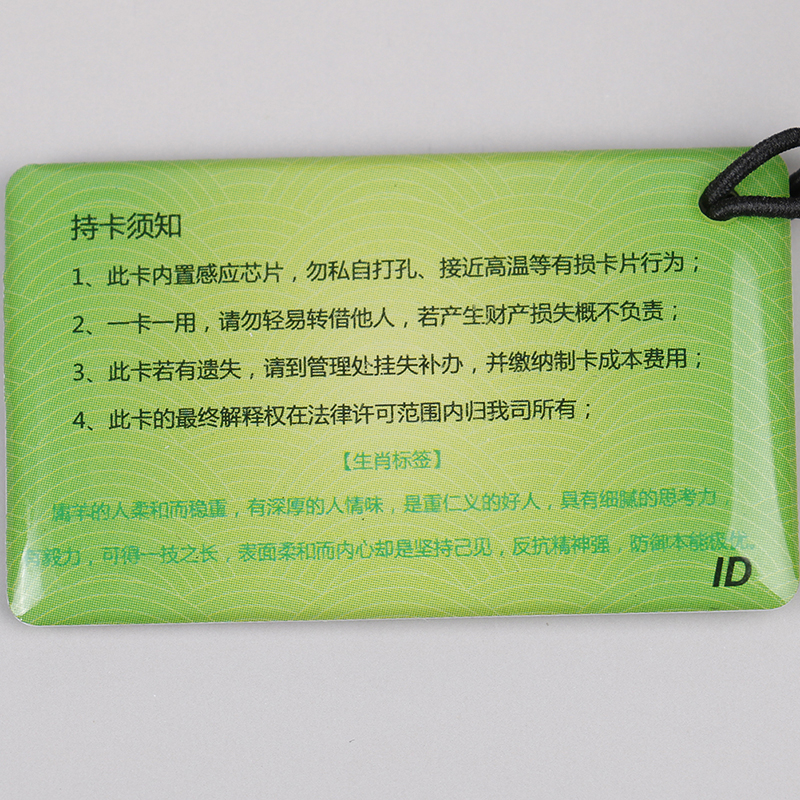 持卡须知
1、此卡内置感应芯片，勿私自打孔、接近高温等有损卡片行为；
2、一卡一用，请勿轻易转借他人，若产生财产损失概不负责；
3、此卡若有遗失，请到管理处挂失补办，并缴纳制卡成本费用；
4、此卡的最终解释权在法律许可范围内归我司所有；
【生肖标签】
属羊的人柔和而稳重，有深厚的人情味，是重仁义的好人，具有细腻的思考力
毅力，可得一技之长，表面柔和而内心却是坚持己见，反抗精神强，防御本能极优。
ID